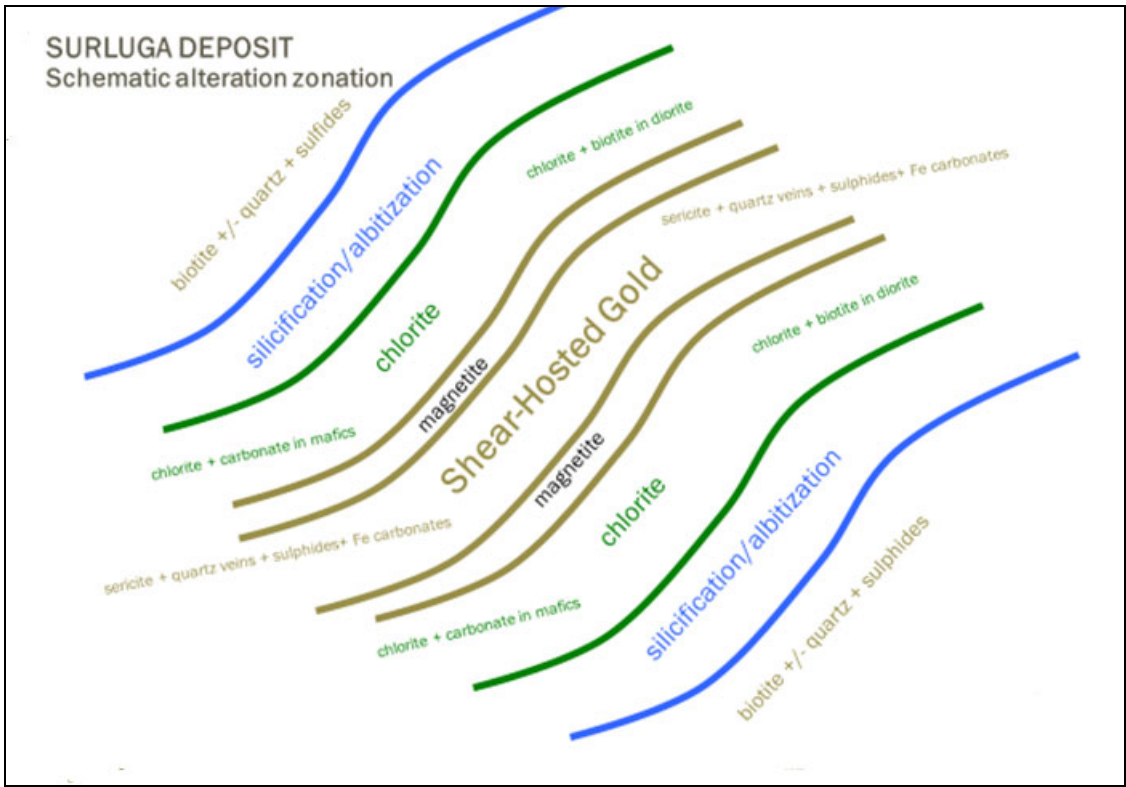 SURLUGA DEPOSIT
Schematic alteration zonation
biotite +/- quartz + sulfides
silicification/albitization
chlorite
chlorite + biotite in diorite
sericite + quartz veins + sulphides+ Fe carbonates
magnetite
Shear-Hosted Gold
magnetite
chlorite + biotite in diorite
chlorite + carbonate in mafics
sericite + quartz veins + sulphides+ Fe carbonates
chlorite
silicification/albitization
biotite +/- quartz + sulphides
chlorite + carbonate in mafics